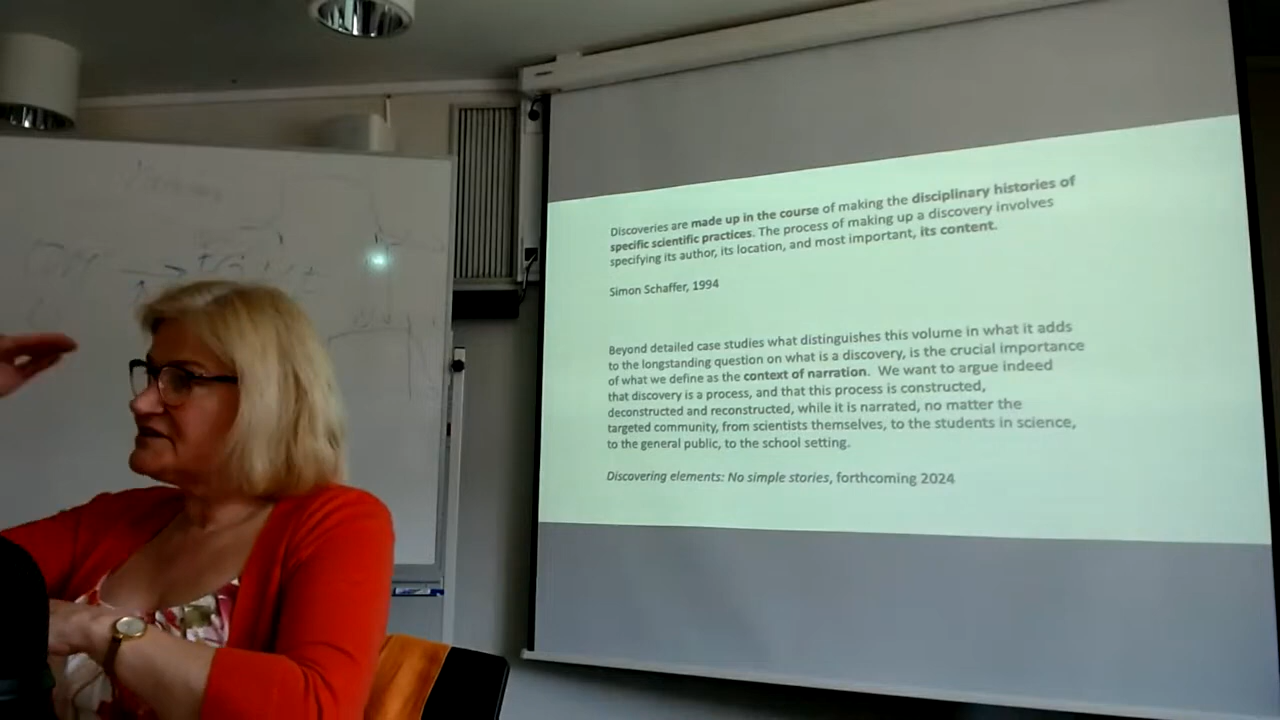 Discoveries are made up in the course of making the disciplinary histories of
specific scientific practices. The process of making up a discovery involves
specifying its author, its location, and most important, its content.
Simon Schaffer, 1994
Beyond detailed case studies what distinguishes this volume in what it adds
to the longstanding question on what is a discovery, is the crucial importance
of what we define as the context of narration. We want to argue indeed
that discovery is a process, and that this process is constructed,
deconstructed and reconstructed, while it is narrated, no matter the
targeted community, from scientists themselves, to the students in science,
to the general public, to the school setting.
Discovering elements: No simple stories, forthcoming 2024